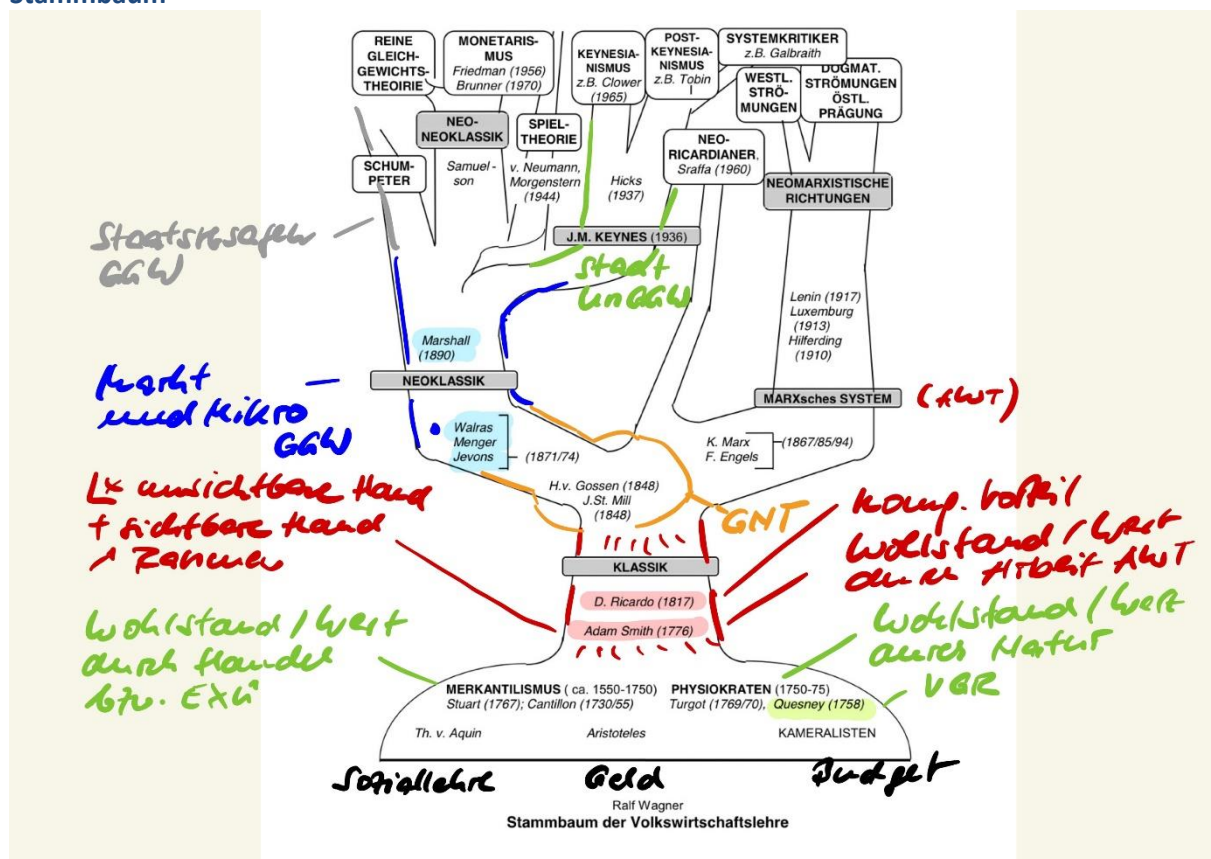 Stammbaum
REINE
GLEICH-
GEWICHTS-
THEOIRIE
MONETARIS-
MUS
Friedman (1956)
Brunner (1970)
KEYNESIA-
NISMUS
z.B. Clower
(1965)
POST-
KEYNESIA-
NISMUS
z.B. Tobin
SYSTEMKRITIKER
z.B. Galbraith
WESTL.
STRÖ-
MUNGEN
DOGMAT.
STRÖMUNGEN
ÖSTL.
PRÄGUNG
NEO-
NEOKLASSIK
SPIEL-
THEORIE
NEO-
RICARDIANER,
Sraffa (1960)
SCHUM-
PETER
Samuel -
son
v. Neumann,
Morgenstern
(1944)
Hicks
(1937)
NEOMARXISTISCHE
RICHTUNGEN
GGW
J.M. KEYNES (1936)
Stadt
UnGGW
Lenin (1917)
Luxemburg
(1913)
Hilferding
(1910)
Marshall
(1890)
NEOKLASSIK
Markt
und Mikro
GGW
MARXsches SYSTEM
(AWT)
Walras
Menger
Jevons
(1871/74)
K. Marx
F. Engels
(1867/85/94)
H.v. Gossen (1848)
J.St. Mill
(1848)
GNT
unsichtbare Hand
+ sichtbare Hand
KLASSIK
komp. Vorteil
Wohlstand / Wert
durch Arbeit AWT
D. Ricardo (1817)
Adam Smith (1776)
Wohlstand / Wert
durch Handel
bzw. EXÜ
Wohlstand / Wert
durch Natur
VGR
MERKANTILISMUS ( ca. 1550-1750)
Stuart (1767); Cantillon (1730/55)
PHYSIOKRATEN (1750-75)
Turgot (1769/70), Quesney (1758)
Th. v. Aquin
Aristoteles
KAMERALISTEN
Soziallehre
Geld
Budget
Ralf Wagner
Stammbaum der Volkswirtschaftslehre